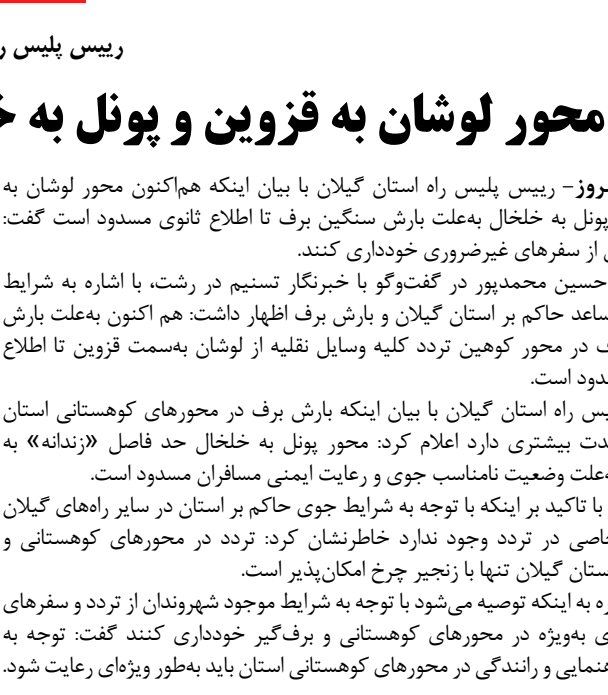 رییس پلیس ر
محور لوشان به قزوین و پونل به خ
روز- رییس پلیس راه استان گیلان با بیان اینکه هم‌اکنون محور لوشان به
پونل به خلخال به‌علت بارش سنگین برف تا اطلاع ثانوی مسدود است گفت:
از سفرهای غیرضروری خودداری کنند.
حسین محمدپور در گفت‌وگو با خبرنگار تسنیم در رشت، با اشاره به شرایط
ساعد حاکم بر استان گیلان و بارش برف اظهار داشت: هم اکنون به‌علت بارش
ف در محور کوهین تردد کلیه وسایل نقلیه از لوشان به‌سمت قزوین تا اطلاع
دود است.
یس راه استان گیلان با بیان اینکه بارش برف در محورهای کوهستانی استان
دت بیشتری دارد اعلام کرد: محور پونل به خلخال حد فاصل «زندانه» به
علت وضعیت نامناسب جوی و رعایت ایمنی مسافران مسدود است.
با تاکید بر اینکه با توجه به شرایط جوی حاکم بر استان در سایر راه‌های گیلان
خاصی در تردد وجود ندارد خاطرنشان کرد: تردد در محورهای کوهستانی و
ستان گیلان تنها با زنجیر چرخ امکان‌پذیر است.
ره به اینکه توصیه می‌شود با توجه به شرایط موجود شهروندان از تردد و سفرهای
ی به‌ویژه در محورهای کوهستانی و برف‌گیر خودداری کنند گفت: توجه به
هنمایی و رانندگی در محورهای کوهستانی استان باید به‌طور ویژه‌ای رعایت شود.